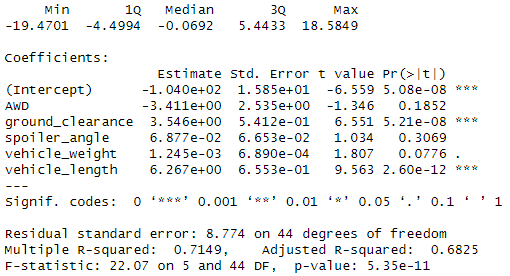 Min       1Q   Median       3Q      Max
-19.4701  -4.4994  -0.0692   5.4433  18.5849

Coefficients:
                   Estimate Std. Error t value Pr(>|t|)
(Intercept)      -1.040e+02  1.585e+01  -6.559 5.08e-08 ***
AWD              -3.411e+00  2.535e+00  -1.346   0.1852
ground_clearance  3.546e+00  5.412e-01   6.551 5.21e-08 ***
spoiler_angle     6.877e-02  6.653e-02   1.034   0.3069
vehicle_weight    1.245e-03  6.890e-04   1.807   0.0776 .
vehicle_length    6.267e+00  6.553e-01   9.563 2.60e-12 ***
---
Signif. codes:  0 ‘***’ 0.001 ‘**’ 0.01 ‘*’ 0.05 ‘.’ 0.1 ‘ ’ 1

Residual standard error: 8.774 on 44 degrees of freedom
Multiple R-squared:  0.7149,    Adjusted R-squared:  0.6825
F-statistic: 22.07 on 5 and 44 DF,  p-value: 5.35e-11